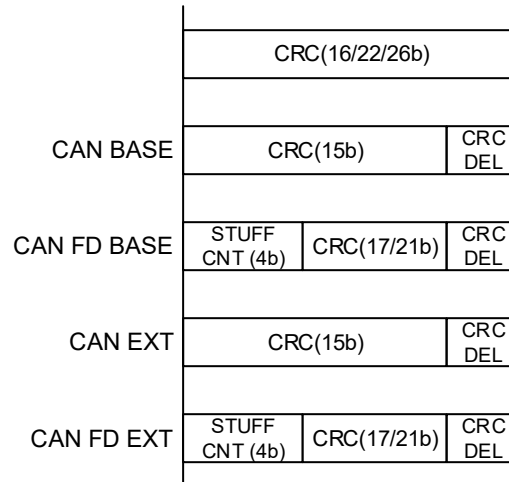 CRC(16/22/26b)
CAN BASE
CRC(15b)
CRC
DEL
CAN FD BASE
STUFF
CNT (4b)
CRC(17/21b)
CRC
DEL
CAN EXT
CRC(15b)
CRC
DEL
CAN FD EXT
STUFF
CNT (4b)
CRC(17/21b)
CRC
DEL